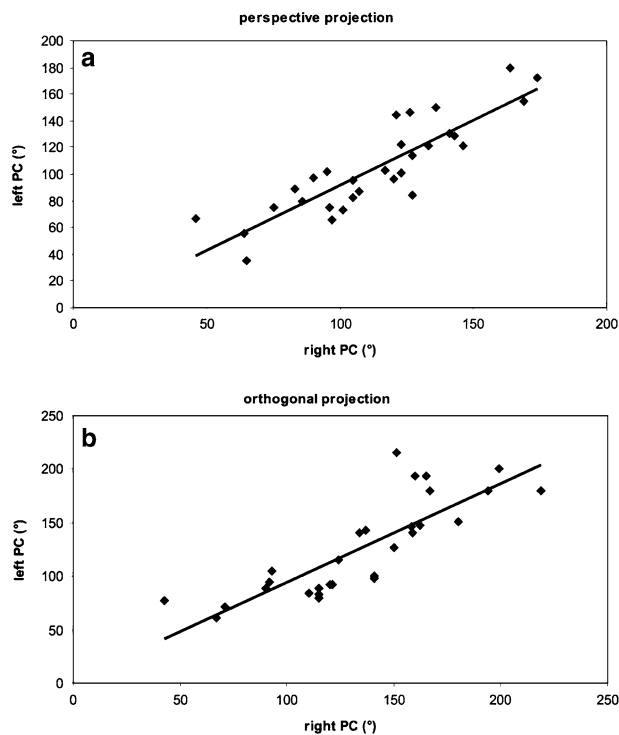 perspective projection
a
left PC (°)
180
200
160
140
120
100
80
60
40
20
0
0 50 100 150 200
right PC (°)
orthogonal projection
b
left PC (°)
250
200
150
100
50
0
0 50 100 150 200 250
right PC (°)